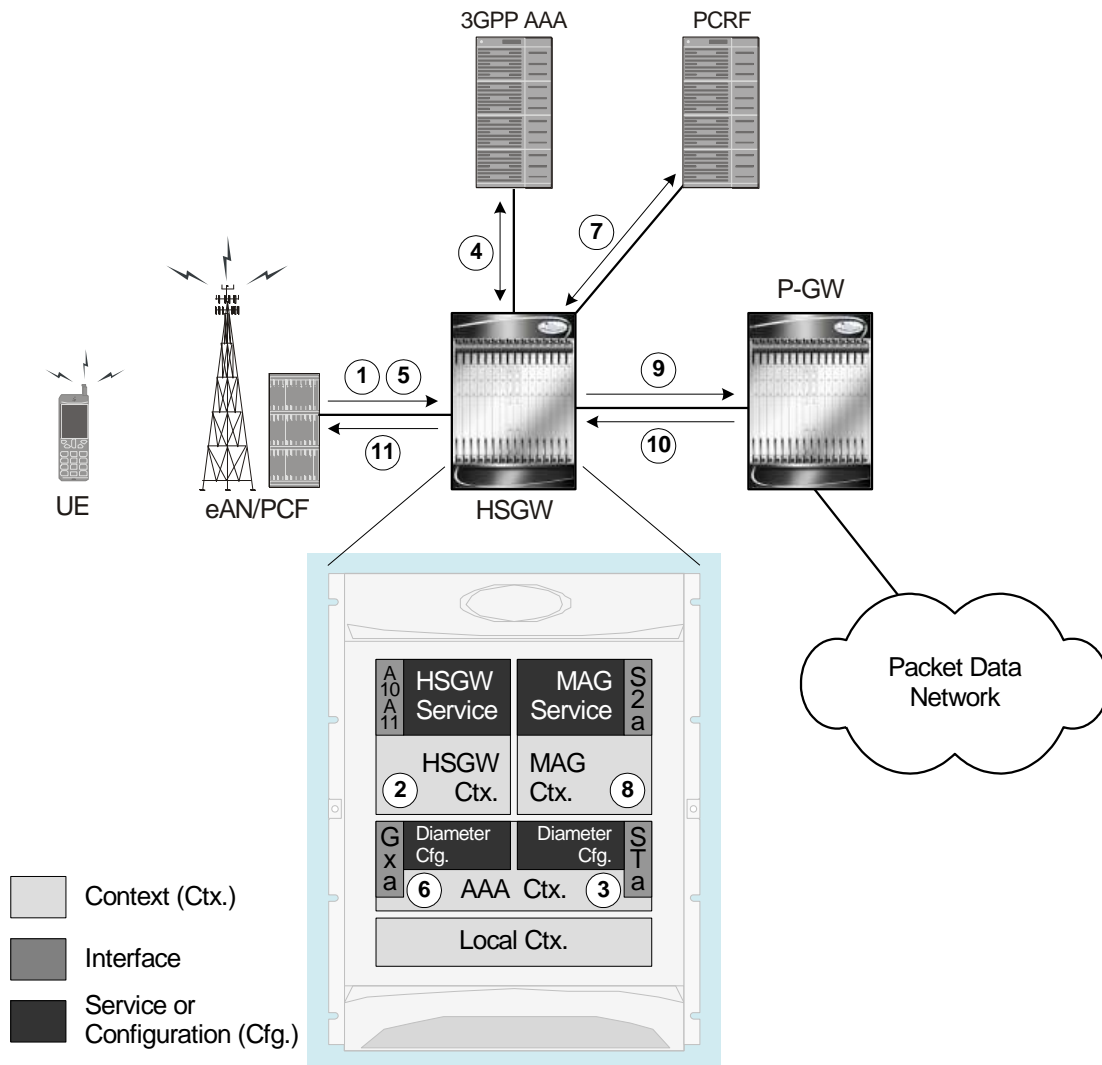 3GPP AAA
PCRF
4
7
P-GW
1
5
9
11
10
UE
eAN/PCF
HSGW
A
10
A
11
HSGW
Service
MAG
Service
S
2
a
HSGW
Ctx.
2
MAG
Ctx.
8
Packet Data
Network
G
x
a
Diameter
Cfg.
Diameter
Cfg.
S
T
a
6
AAA Ctx.
3
Local Ctx.
Context (Ctx.)
Interface
Service or
Configuration (Cfg.)